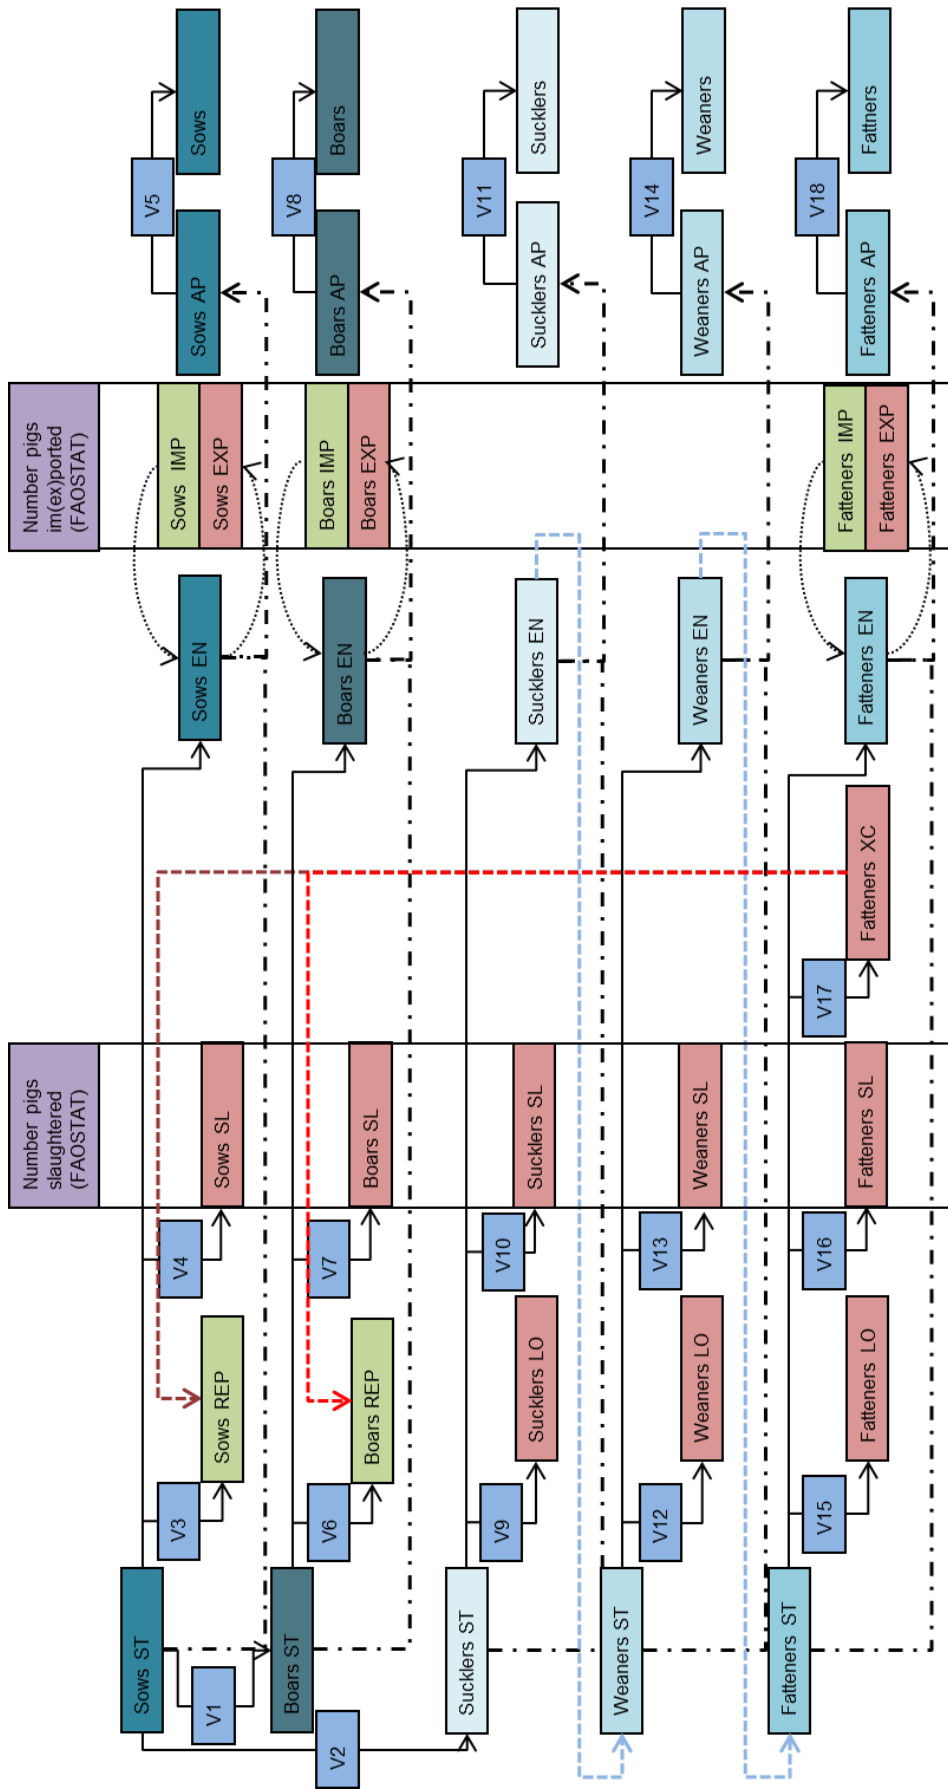 Number pigs
slaughtered
(FAOSTAT)
Number pigs
im(ex)ported
(FAOSTAT)
Sows ST
V1
V2
V3
Sows REP
V4
Sows SL
Sows EN
Sows IMP
Sows EXP
Sows AP
V5
Sows
Boars ST
V6
Boars REP
V7
Boars SL
Boars EN
Boars IMP
Boars EXP
Boars AP
V8
Boars
Sucklers ST
V9
Sucklers LO
V10
Sucklers SL
Sucklers EN
Sucklers AP
V11
Sucklers
Weaners ST
V12
Weaners LO
V13
Weaners SL
Weaners EN
Weaners AP
V14
Weaners
Fatteners ST
V15
Fatteners LO
V16
Fatteners SL
V17
Fatteners XC
Fatteners EN
Fatteners IMP
Fatteners EXP
Fatteners AP
V18
Fattners